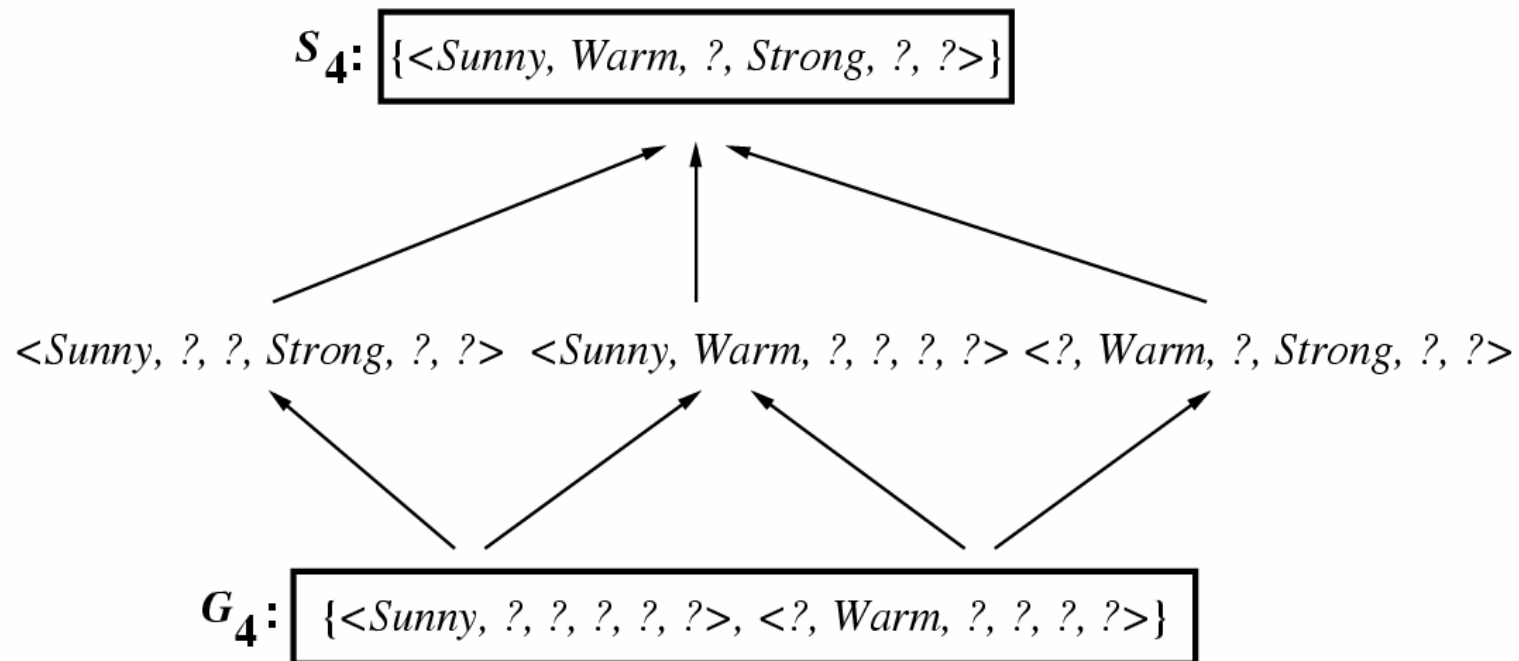 S4: {<Sunny, Warm, ?, Strong, ?, ?>}
<Sunny, ?, ?, Strong, ?, ?> <Sunny, Warm, ?, ?, ?, ?> <?, Warm, ?, Strong, ?, ?>
G4: {<Sunny, ?, ?, ?, ?, ?>, <?, Warm, ?, ?, ?, ?>}